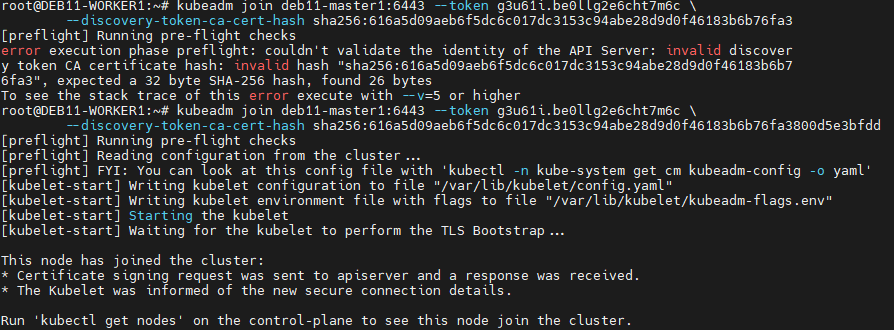 root@DEB11-WORKER1:~# kubeadm join deb11-master1:6443 --token g3u61i.be0llg2e6cht7m6c \
        --discovery-token-ca-cert-hash sha256:616a5d09aeb6f5dc6c017dc3153c94abe28d9d0f46183b6b76fa3
[preflight] Running pre-flight checks
error execution phase preflight: couldn't validate the identity of the API Server: invalid discover
y token CA certificate hash: invalid hash "sha256:616a5d09aeb6f5dc6c017dc3153c94abe28d9d0f46183b6b7
6fa3", expected a 32 byte SHA-256 hash, found 26 bytes
To see the stack trace of this error execute with --v=5 or higher
root@DEB11-WORKER1:~# kubeadm join deb11-master1:6443 --token g3u61i.be0llg2e6cht7m6c \
        --discovery-token-ca-cert-hash sha256:616a5d09aeb6f5dc6c017dc3153c94abe28d9d0f46183b6b76fa3800d5e3bfdd
[preflight] Running pre-flight checks
[preflight] Reading configuration from the cluster...
[preflight] FYI: You can look at this config file with 'kubectl -n kube-system get cm kubeadm-config -o yaml'
[kubelet-start] Writing kubelet configuration to file "/var/lib/kubelet/config.yaml"
[kubelet-start] Writing kubelet environment file with flags to file "/var/lib/kubelet/kubeadm-flags.env"
[kubelet-start] Starting the kubelet
[kubelet-start] Waiting for the kubelet to perform the TLS Bootstrap...

This node has joined the cluster:
* Certificate signing request was sent to apiserver and a response was received.
* The Kubelet was informed of the new secure connection details.

Run 'kubectl get nodes' on the control-plane to see this node join the cluster.